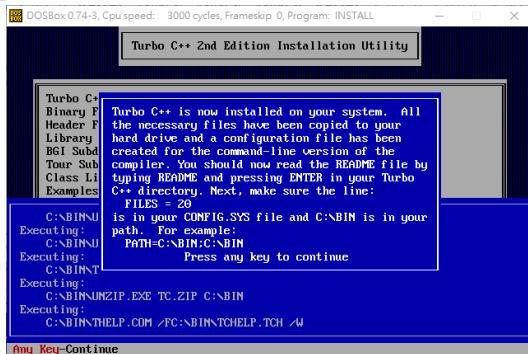 DOSBox 0.74-3, Cpu speed: 3000 cycles, Frameskip 0, Program: INSTALL
Turbo C++ 2nd Edition Installation Utility
Turbo C+
Binary F
Header F
Library
BGI Subd
Tour Sub
Class Li
Examples
Turbo C++ is now installed on your system. All
the necessary files have been copied to your
hard drive and a configuration file has been
created for the command-line version of the
compiler. You should now read the README file by
typing README and pressing ENTER in your Turbo
C++ directory. Next, make sure the line:
FILES = 20
is in your CONFIG.SYS file and C:\BIN is in your
path. For example:
PATH=C:\BIN;C:\BIN
Press any key to continue
C:\BIN\U
Executing:
C:\BIN\U
Executing:
C:\BIN\T
Executing:
C:\BIN\UNZIP.EXE TC.ZIP C:\BIN
Executing:
C:\BIN\THELP.COM /FC:\BIN\TCHELP.TCH /W
Any Key-Continue